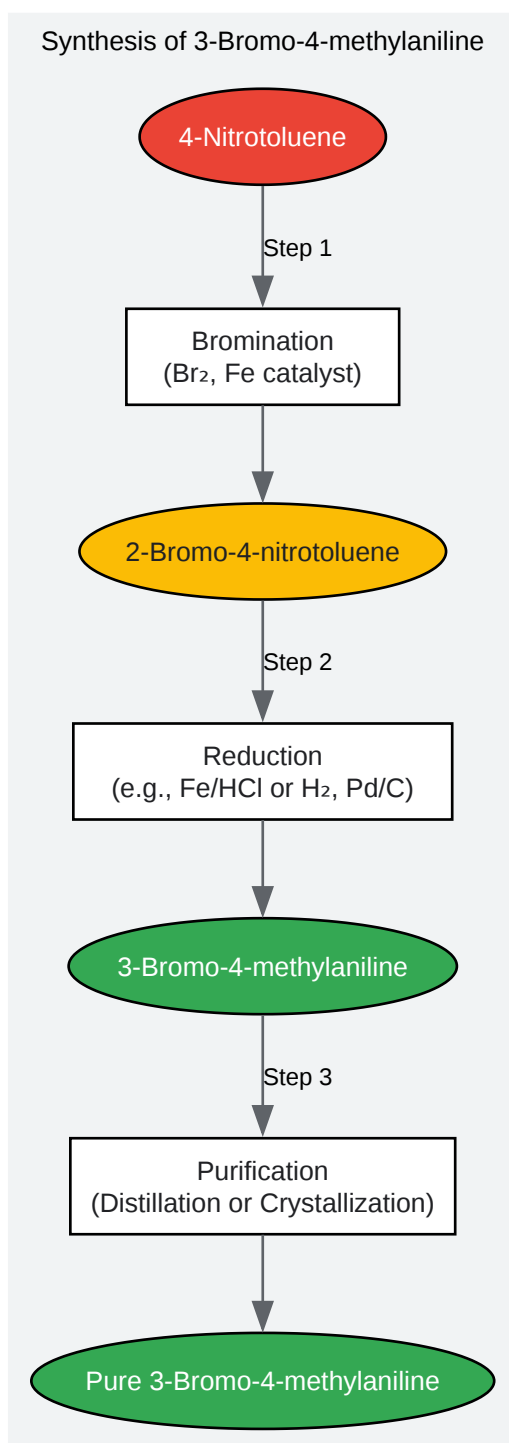 Synthesis of 3-Bromo-4-methylaniline
4-Nitrotoluene
Step 1
Bromination
(Br₂, Fe catalyst)
2-Bromo-4-nitrotoluene
Step 2
Reduction
(e.g., Fe/HCl or H₂, Pd/C)
3-Bromo-4-methylaniline
Step 3
Purification
(Distillation or Crystallization)
Pure 3-Bromo-4-methylaniline